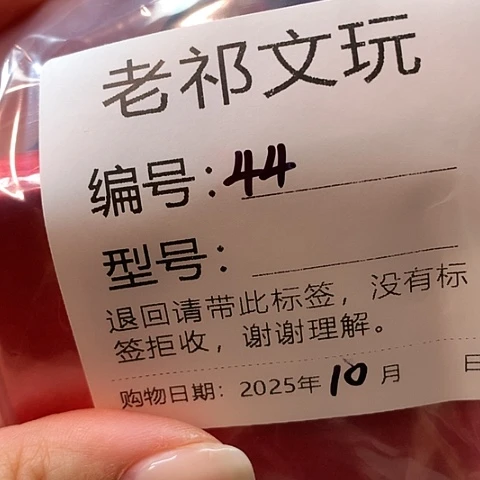 老祁文玩
编号：44
型号：
退回请带此标签，没有标
签拒收，谢谢理解。
购物日期：2025年10月 日